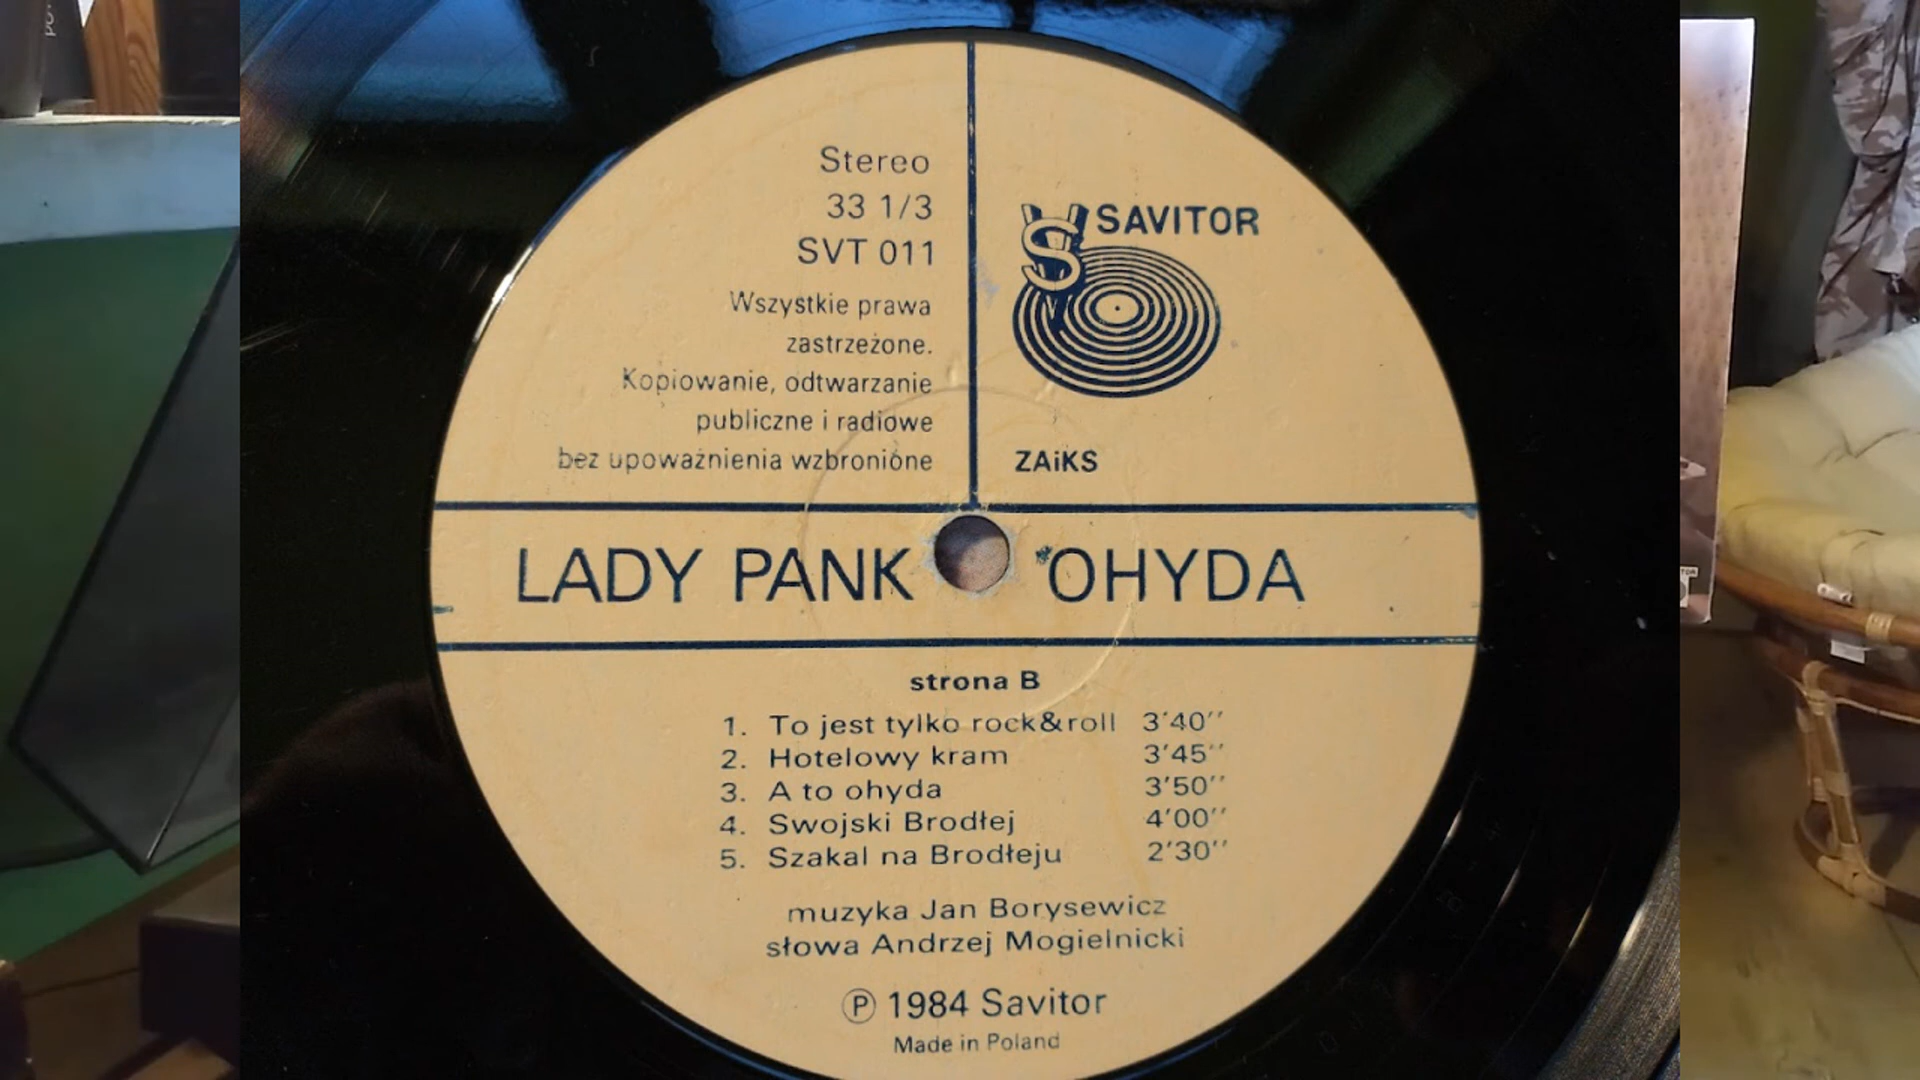 Stereo
33 1/3
SVT 011
Wszystkie prawa
zastrzeżone.
Kopiowanie, odtwarzanie
publiczne i radiowe
bez upoważnienia wzbronione
SAVITOR
ZAiKS
LADY PANK OHYDA
strona B
1. To jest tylko rock&roll 3'40''
2. Hotelowy kram 3'45''
3. A to ohyda 3'50''
4. Swojski Brodłej 4'00''
5. Szakal na Brodłeju 2'30''
muzyka Jan Borysewicz
słowa Andrzej Mogielnicki
Ⓟ 1984 Savitor
Made in Poland